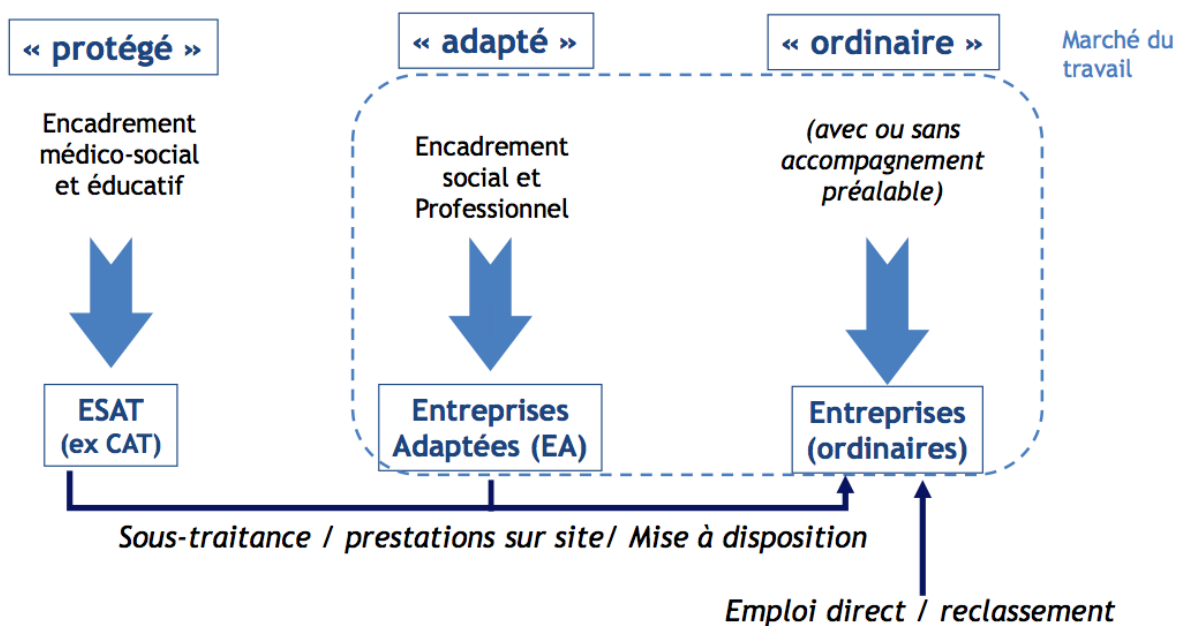 « protégé »
« adapté »
« ordinaire »
Marché du
travail
Encadrement
médico-social
et éducatif
Encadrement
social et
Professionnel
(avec ou sans
accompagnement
préalable)
ESAT
(ex CAT)
Entreprises
Adaptées (EA)
Entreprises
(ordinaires)
Sous-traitance / prestations sur site/ Mise à disposition
Emploi direct / reclassement